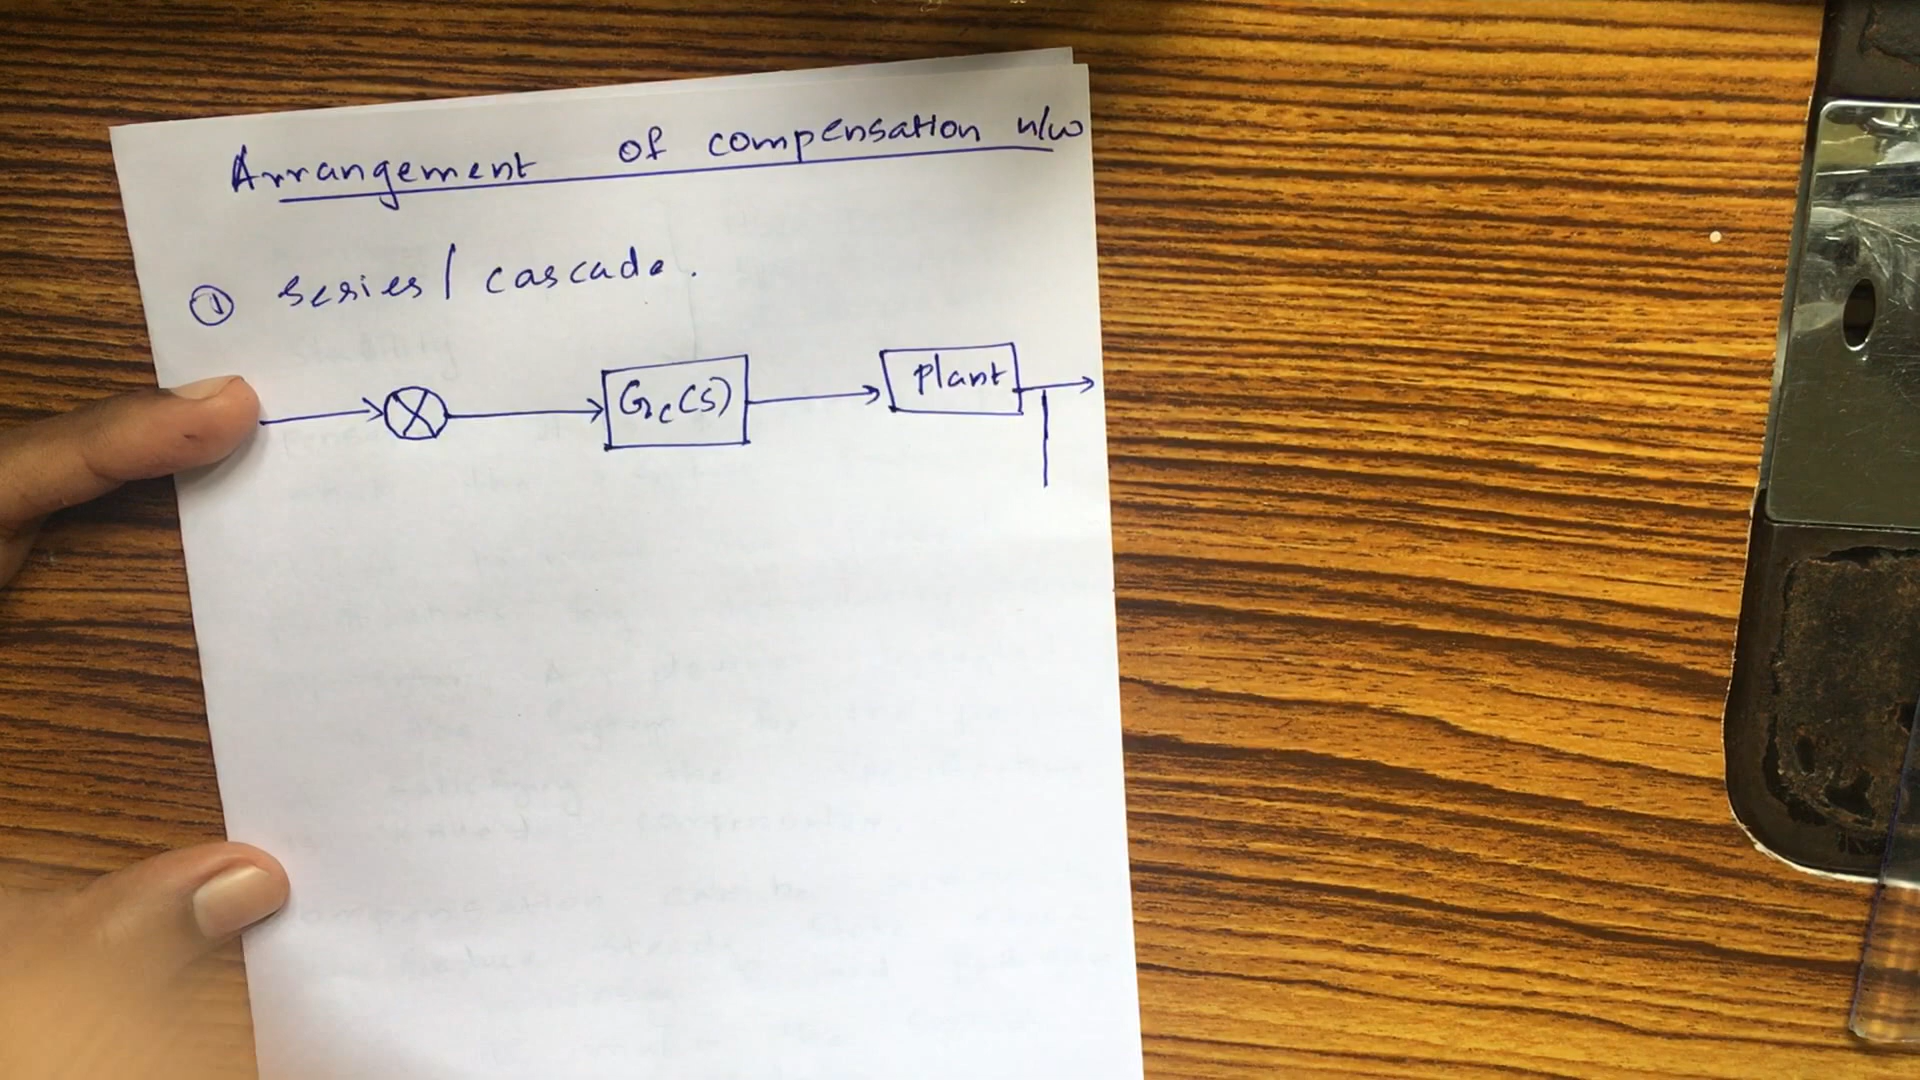 Arrangement of compensation n/w
① series / cascade.
Gc(s)
Plant